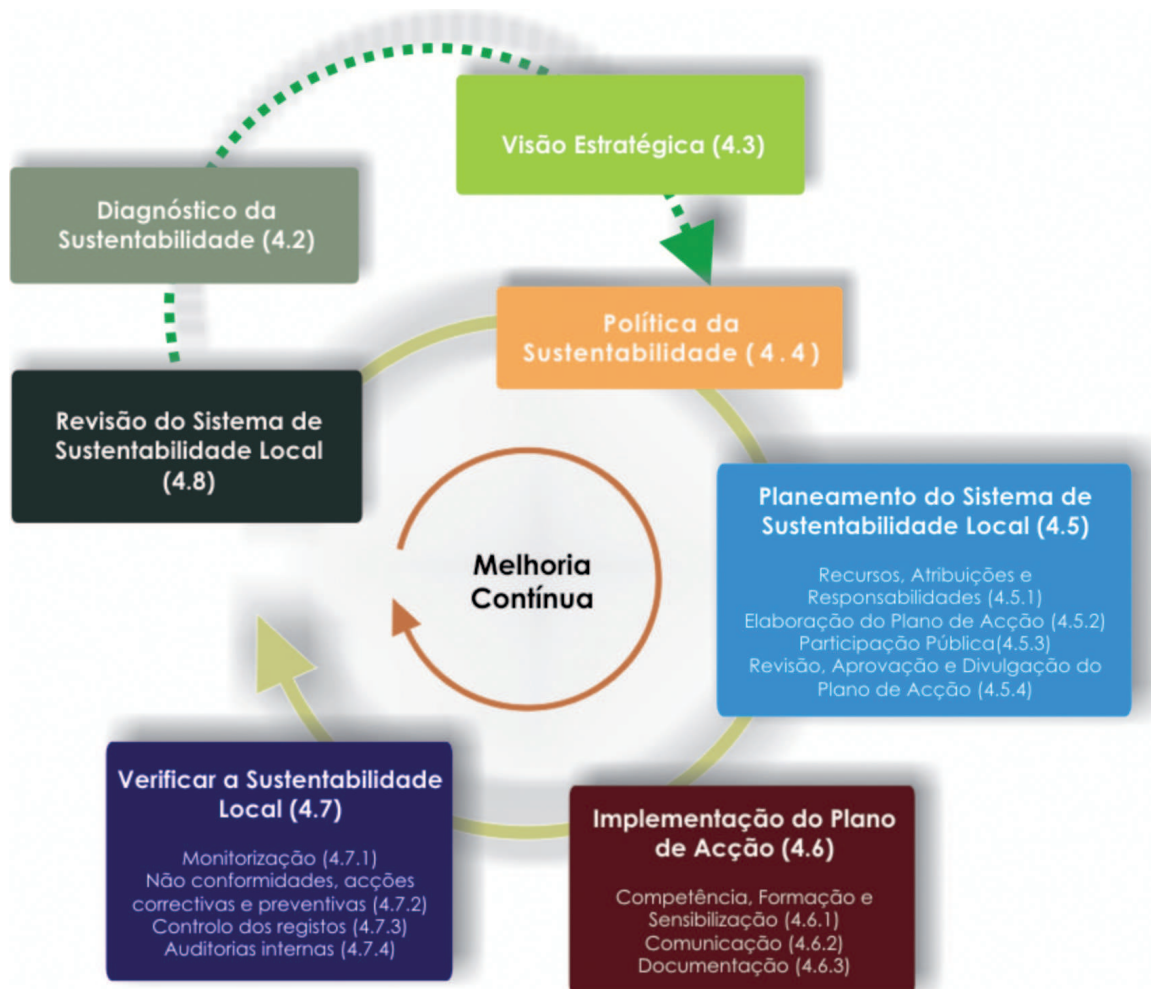 Visão Estratégica (4.3)
Diagnóstico da
Sustentabilidade (4.2)
Política da
Sustentabilidade (4.4)
Revisão do Sistema de
Sustentabilidade Local
(4.8)
Planeamento do Sistema de
Sustentabilidade Local (4.5)
Recursos, Atribuições e
Responsabilidades (4.5.1)
Elaboração do Plano de Acção (4.5.2)
Participação Pública(4.5.3)
Revisão, Aprovação e Divulgação do
Plano de Acção (4.5.4)
Melhoria
Contínua
Verificar a Sustentabilidade
Local (4.7)
Monitorização (4.7.1)
Não conformidades, acções
correctivas e preventivas (4.7.2)
Controlo dos registos (4.7.3)
Auditorias internas (4.7.4)
Implementação do Plano
de Acção (4.6)
Competência, Formação e
Sensibilização (4.6.1)
Comunicação (4.6.2)
Documentação (4.6.3)